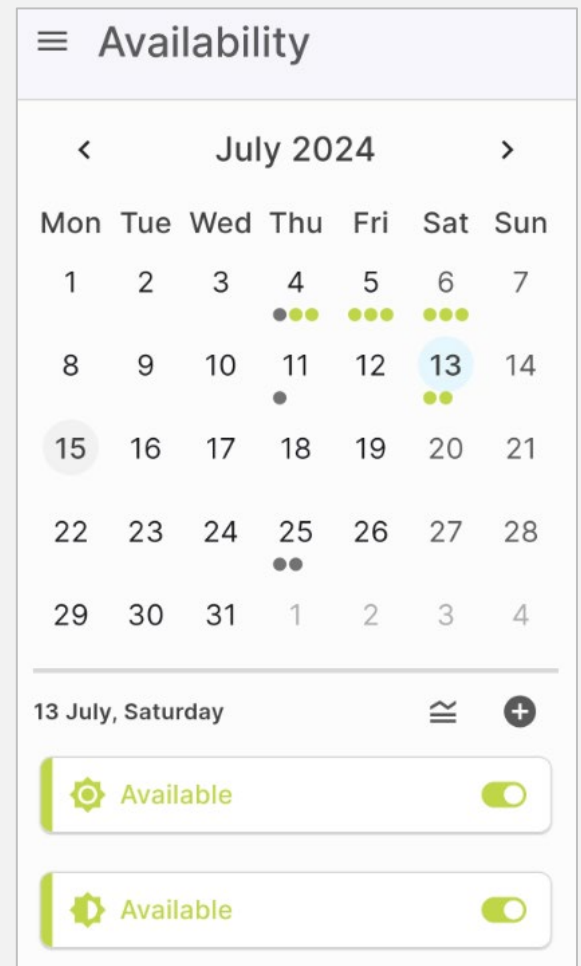 Availability
July 2024
Mon Tue Wed Thu Fri Sat Sun
1 2 3 4 5 6 7
8 9 10 11 12 13 14
15 16 17 18 19 20 21
22 23 24 25 26 27 28
29 30 31 1 2 3 4
13 July, Saturday
Available
Available